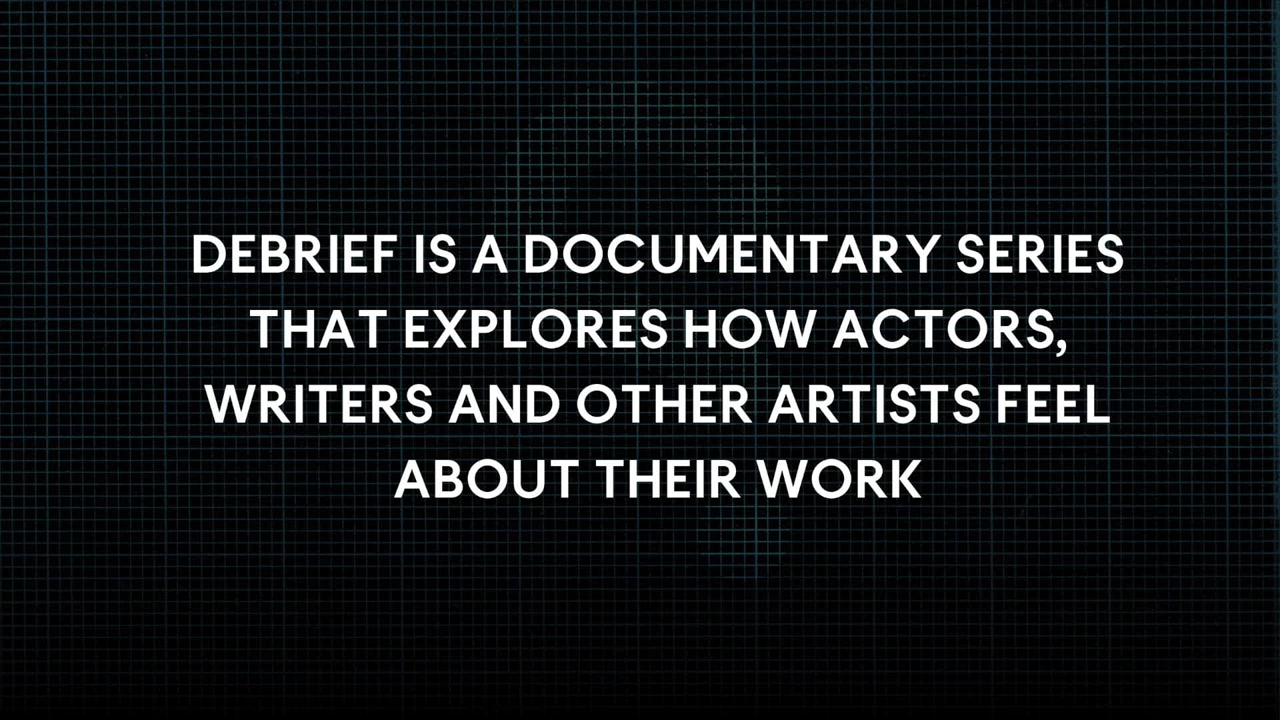 DEBRIEF IS A DOCUMENTARY SERIES
THAT EXPLORES HOW ACTORS,
WRITERS AND OTHER ARTISTS FEEL
ABOUT THEIR WORK